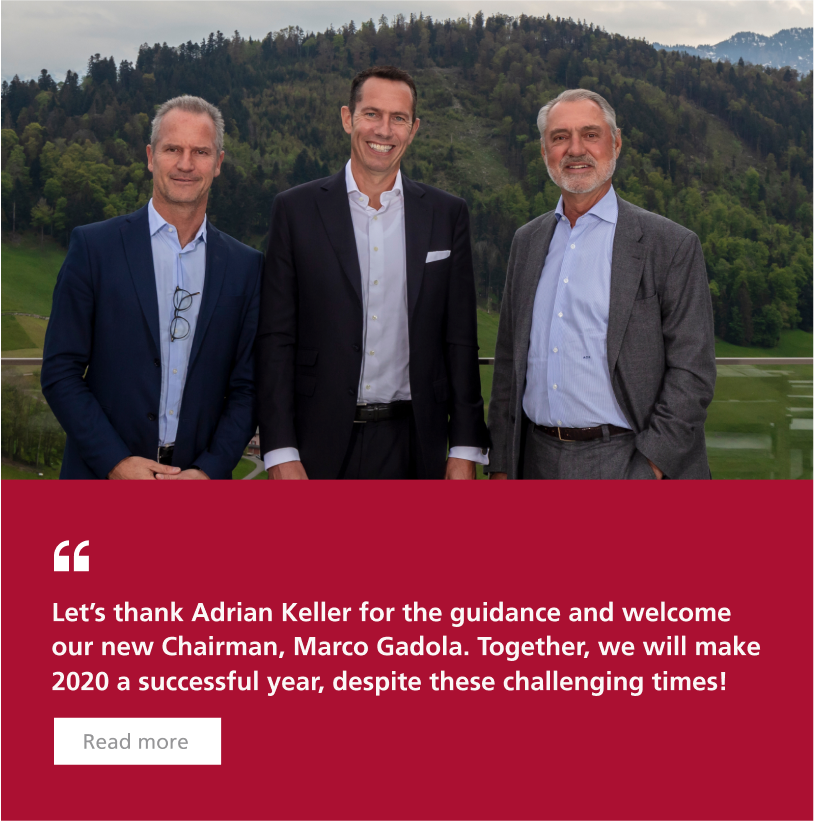 “
Let’s thank Adrian Keller for the guidance and welcome
our new Chairman, Marco Gadola. Together, we will make
2020 a successful year, despite these challenging times!
Read more